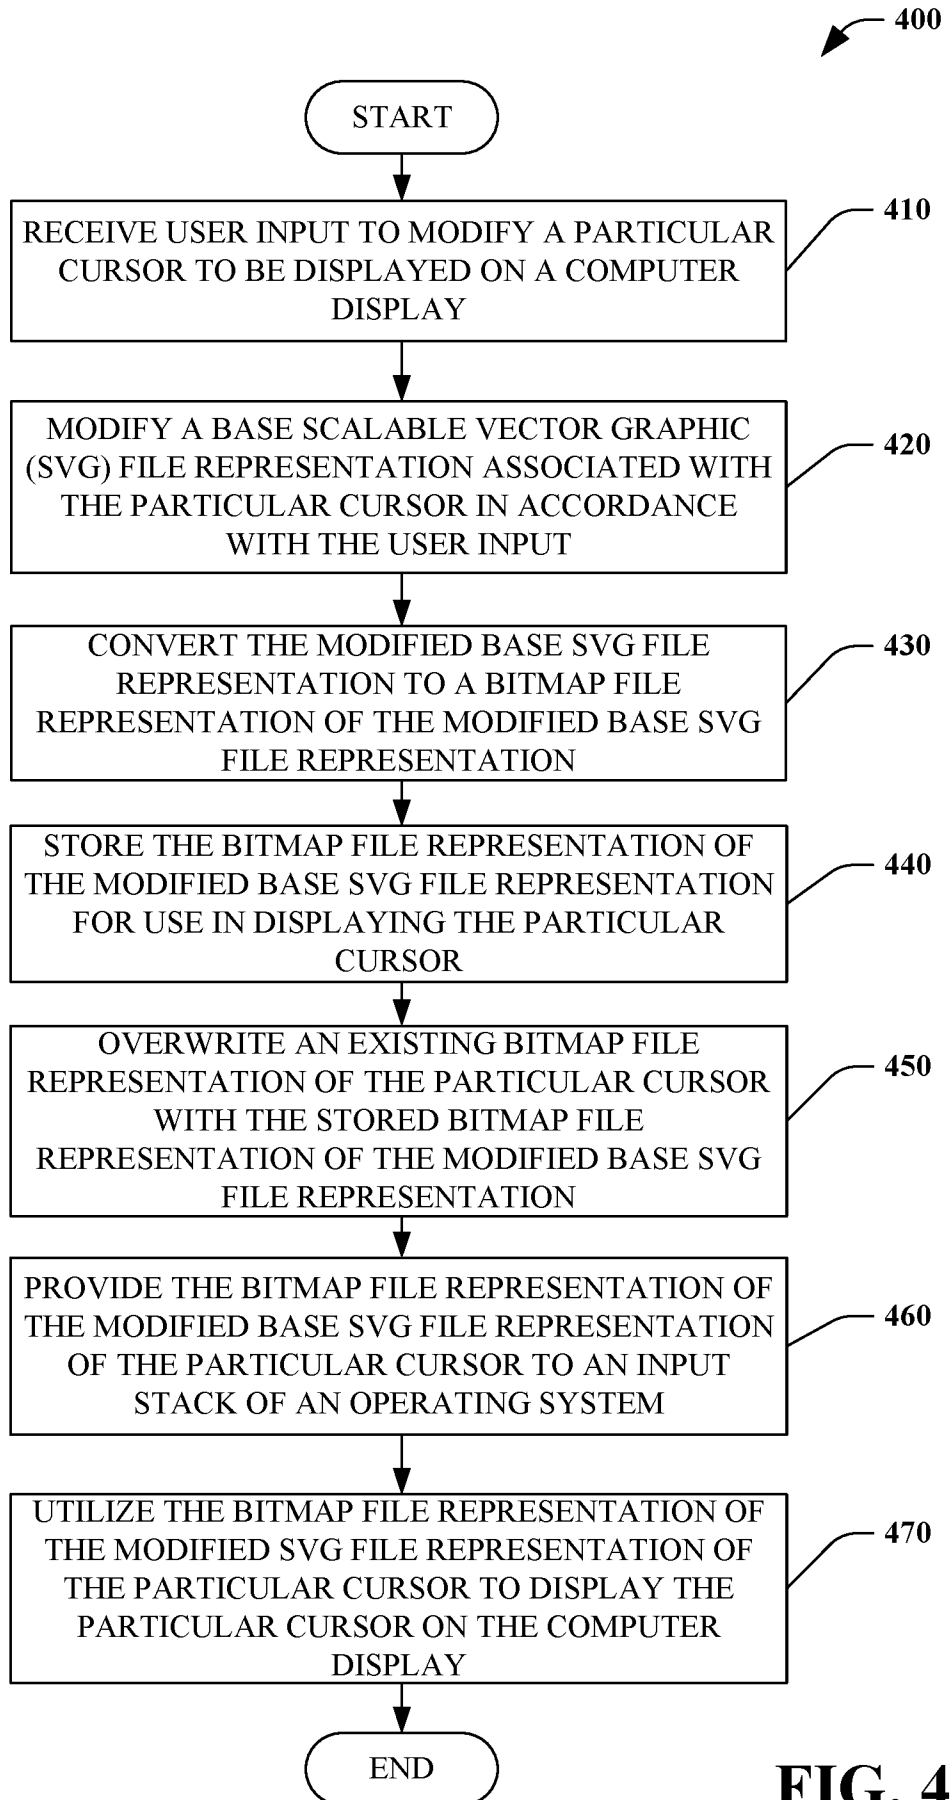 400
START
410
RECEIVE USER INPUT TO MODIFY A PARTICULAR
CURSOR TO BE DISPLAYED ON A COMPUTER
DISPLAY
420
MODIFY A BASE SCALABLE VECTOR GRAPHIC
(SVG) FILE REPRESENTATION ASSOCIATED WITH
THE PARTICULAR CURSOR IN ACCORDANCE
WITH THE USER INPUT
430
CONVERT THE MODIFIED BASE SVG FILE
REPRESENTATION TO A BITMAP FILE
REPRESENTATION OF THE MODIFIED BASE SVG
FILE REPRESENTATION
440
STORE THE BITMAP FILE REPRESENTATION OF
THE MODIFIED BASE SVG FILE REPRESENTATION
FOR USE IN DISPLAYING THE PARTICULAR
CURSOR
450
OVERWRITE AN EXISTING BITMAP FILE
REPRESENTATION OF THE PARTICULAR CURSOR
WITH THE STORED BITMAP FILE
REPRESENTATION OF THE MODIFIED BASE SVG
FILE REPRESENTATION
460
PROVIDE THE BITMAP FILE REPRESENTATION OF
THE MODIFIED BASE SVG FILE REPRESENTATION
OF THE PARTICULAR CURSOR TO AN INPUT
STACK OF AN OPERATING SYSTEM
470
UTILIZE THE BITMAP FILE REPRESENTATION OF
THE MODIFIED SVG FILE REPRESENTATION OF
THE PARTICULAR CURSOR TO DISPLAY THE
PARTICULAR CURSOR ON THE COMPUTER
DISPLAY
END
FIG. 4